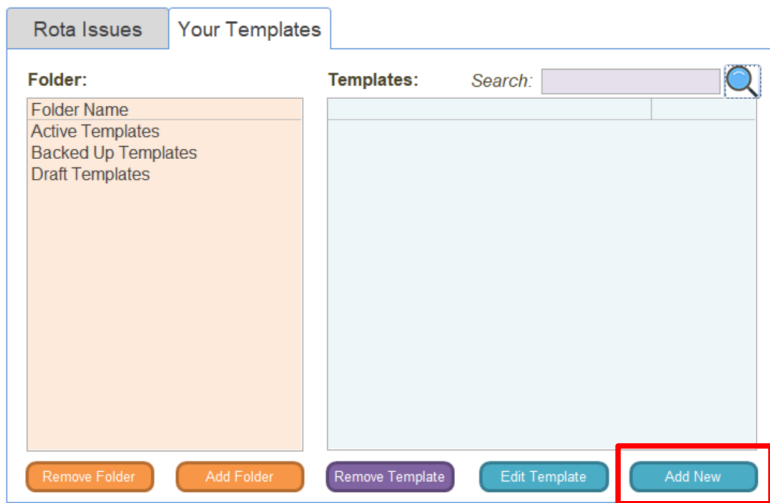 Rota Issues Your Templates
Folder: Templates: Search:
Folder Name
Active Templates
Backed Up Templates
Draft Templates
Remove Folder Add Folder Remove Template Edit Template Add New